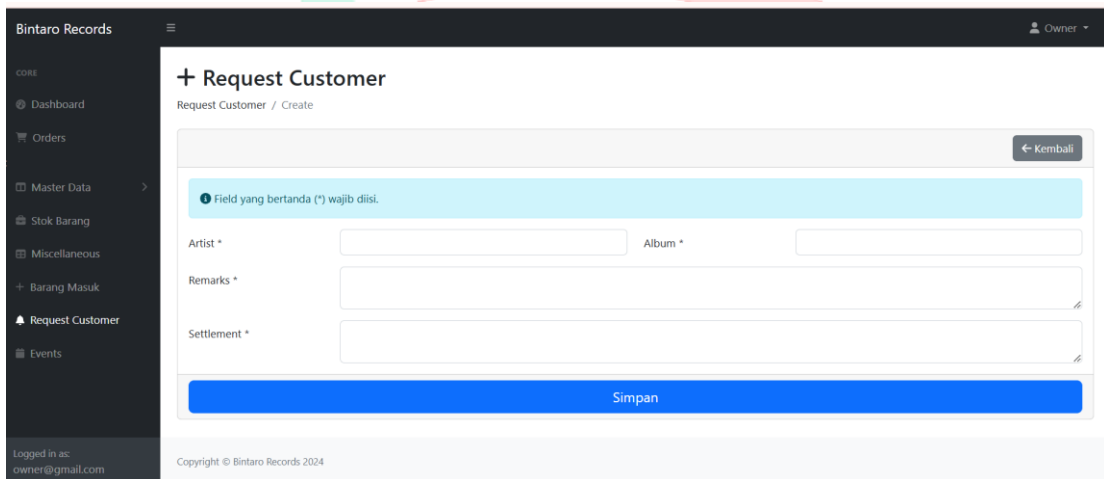 Bintaro Records
Owner
CORE
Dashboard
Orders
Master Data
Stok Barang
Miscellaneous
+ Barang Masuk
Request Customer
Events
Logged in as:
owner@gmail.com
+ Request Customer
Request Customer / Create
← Kembali
Field yang bertanda (*) wajib diisi.
Artist * Album *
Remarks *
Settlement *
Simpan
Copyright © Bintaro Records 2024